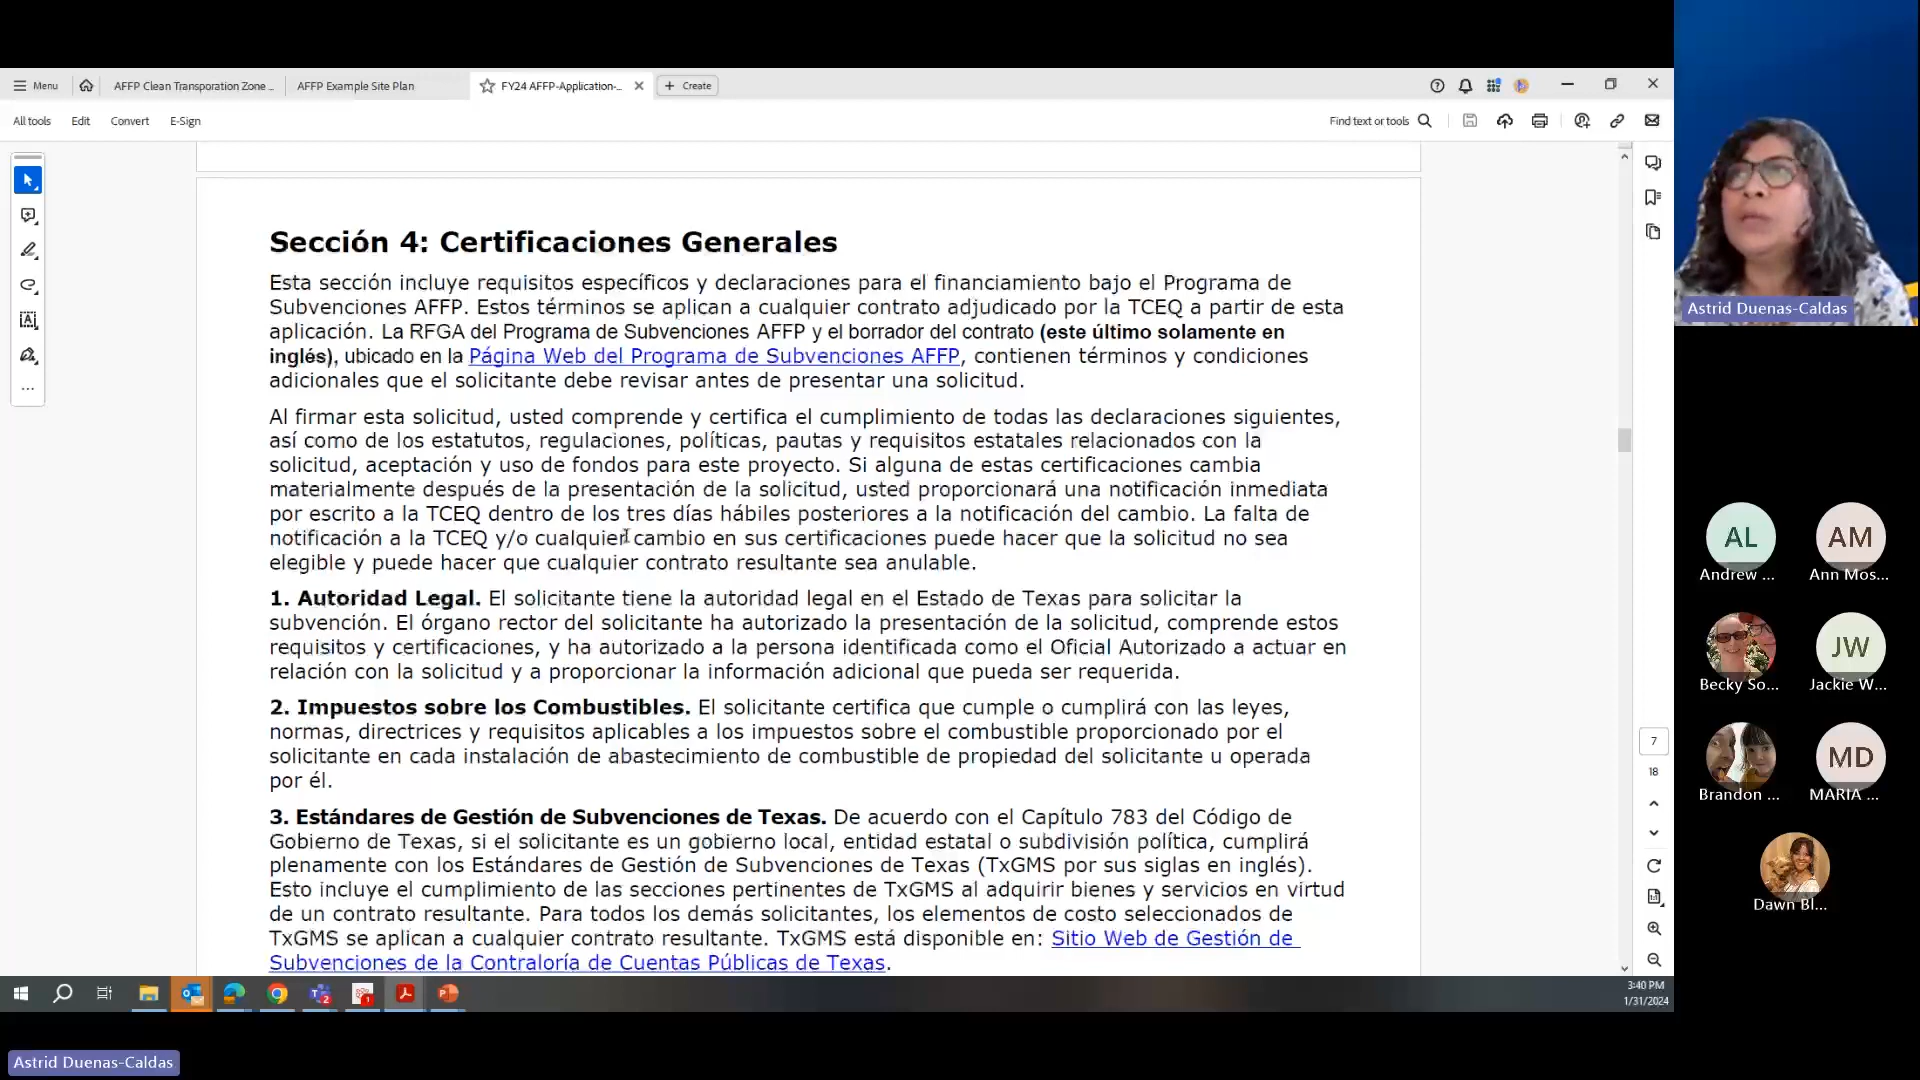 Menu
AFFP Clean Transporation Zone ...
AFFP Example Site Plan
FY24 AFFP-Application-...
Create
All tools
Edit
Convert
E-Sign
Find text or tools
Sección 4: Certificaciones Generales
Esta sección incluye requisitos específicos y declaraciones para el financiamiento bajo el Programa de
Subvenciones AFFP. Estos términos se aplican a cualquier contrato adjudicado por la TCEQ a partir de esta
aplicación. La RFGA del Programa de Subvenciones AFFP y el borrador del contrato (este último solamente en
inglés), ubicado en la Página Web del Programa de Subvenciones AFFP, contienen términos y condiciones
adicionales que el solicitante debe revisar antes de presentar una solicitud.
Al firmar esta solicitud, usted comprende y certifica el cumplimiento de todas las declaraciones siguientes,
así como de los estatutos, regulaciones, políticas, pautas y requisitos estatales relacionados con la
solicitud, aceptación y uso de fondos para este proyecto. Si alguna de estas certificaciones cambia
materialmente después de la presentación de la solicitud, usted proporcionará una notificación inmediata
por escrito a la TCEQ dentro de los tres días hábiles posteriores a la notificación del cambio. La falta de
notificación a la TCEQ y/o cualquier cambio en sus certificaciones puede hacer que la solicitud no sea
elegible y puede hacer que cualquier contrato resultante sea anulable.
1. Autoridad Legal. El solicitante tiene la autoridad legal en el Estado de Texas para solicitar la
subvención. El órgano rector del solicitante ha autorizado la presentación de la solicitud, comprende estos
requisitos y certificaciones, y ha autorizado a la persona identificada como el Oficial Autorizado a actuar en
relación con la solicitud y a proporcionar la información adicional que pueda ser requerida.
2. Impuestos sobre los Combustibles. El solicitante certifica que cumple o cumplirá con las leyes,
normas, directrices y requisitos aplicables a los impuestos sobre el combustible proporcionado por el
solicitante en cada instalación de abastecimiento de combustible de propiedad del solicitante u operada
por él.
3. Estándares de Gestión de Subvenciones de Texas. De acuerdo con el Capítulo 783 del Código de
Gobierno de Texas, si el solicitante es un gobierno local, entidad estatal o subdivisión política, cumplirá
plenamente con los Estándares de Gestión de Subvenciones de Texas (TxGMS por sus siglas en inglés).
Esto incluye el cumplimiento de las secciones pertinentes de TxGMS al adquirir bienes y servicios en virtud
de un contrato resultante. Para todos los demás solicitantes, los elementos de costo seleccionados de
TxGMS se aplican a cualquier contrato resultante. TxGMS está disponible en: Sitio Web de Gestión de
Subvenciones de la Contraloría de Cuentas Públicas de Texas.
7
18
3:40 PM
1/31/2024
Astrid Duenas-Caldas
AL
AM
Andrew ...
Ann Mos...
JW
Becky So...
Jackie W...
MD
Brandon ...
MARIA ...
Dawn Bl...
Astrid Duenas-Caldas